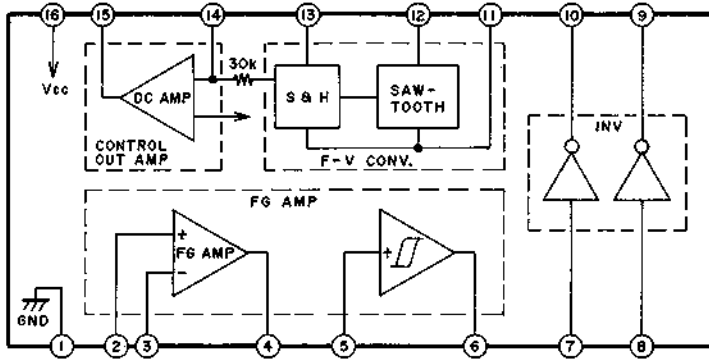 16 15 14 13 12 11 10 9
Vcc
30k
DC AMP
S & H
SAW-
TOOTH
INV
CONTROL
OUT AMP
F-V CONV.
FG AMP
+
FG AMP
-
+
GND
1 2 3 4 5 6 7 8